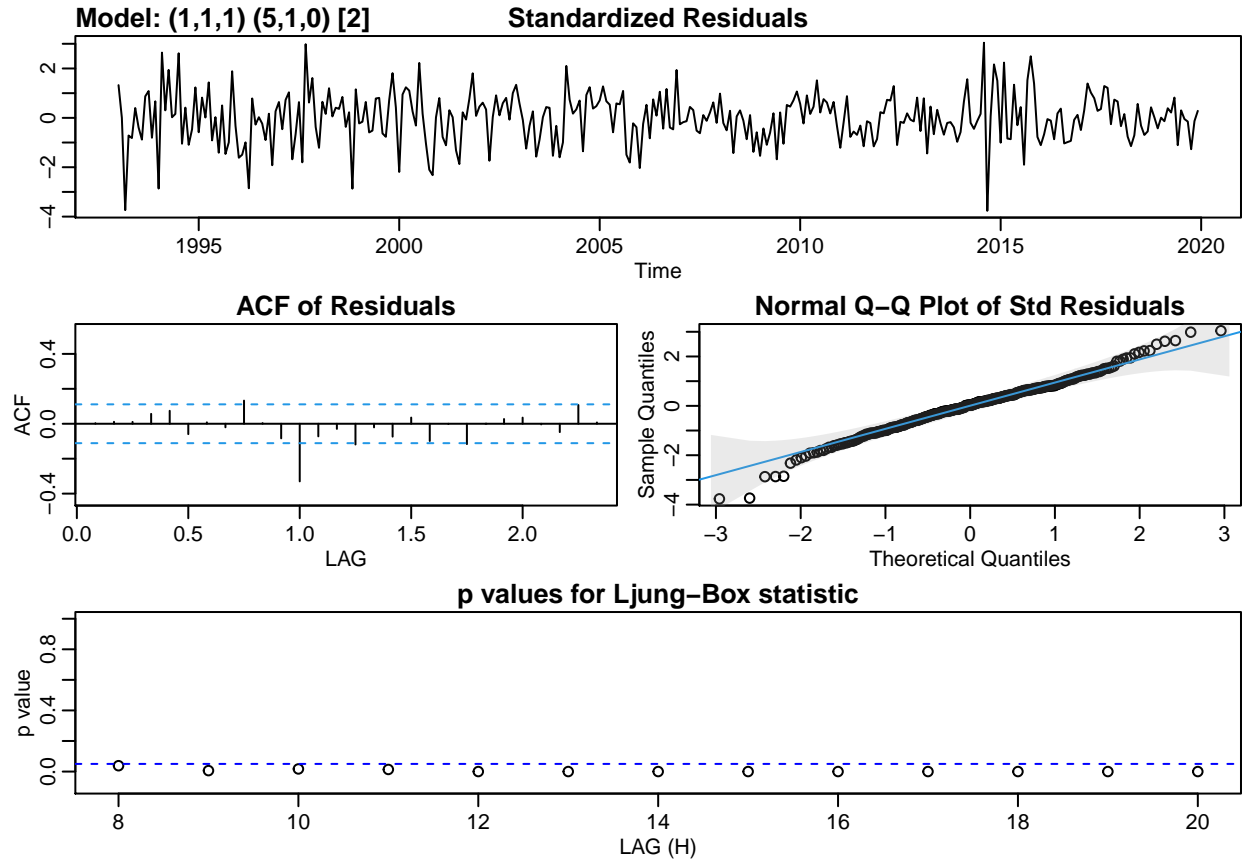 Model: (1,1,1) (5,1,0) [2] Standardized Residuals
2
0
−2
−4
1995 2000 2005 2010 2015 2020
Time
ACF of Residuals
0.4
0.0
−0.4
ACF
0.0 0.5 1.0 1.5 2.0
LAG
Normal Q−Q Plot of Std Residuals
2
0
−2
−4
Sample Quantiles
−3 −2 −1 0 1 2 3
Theoretical Quantiles
p values for Ljung−Box statistic
0.8
0.4
0.0
p value
8 10 12 14 16 18 20
LAG (H)